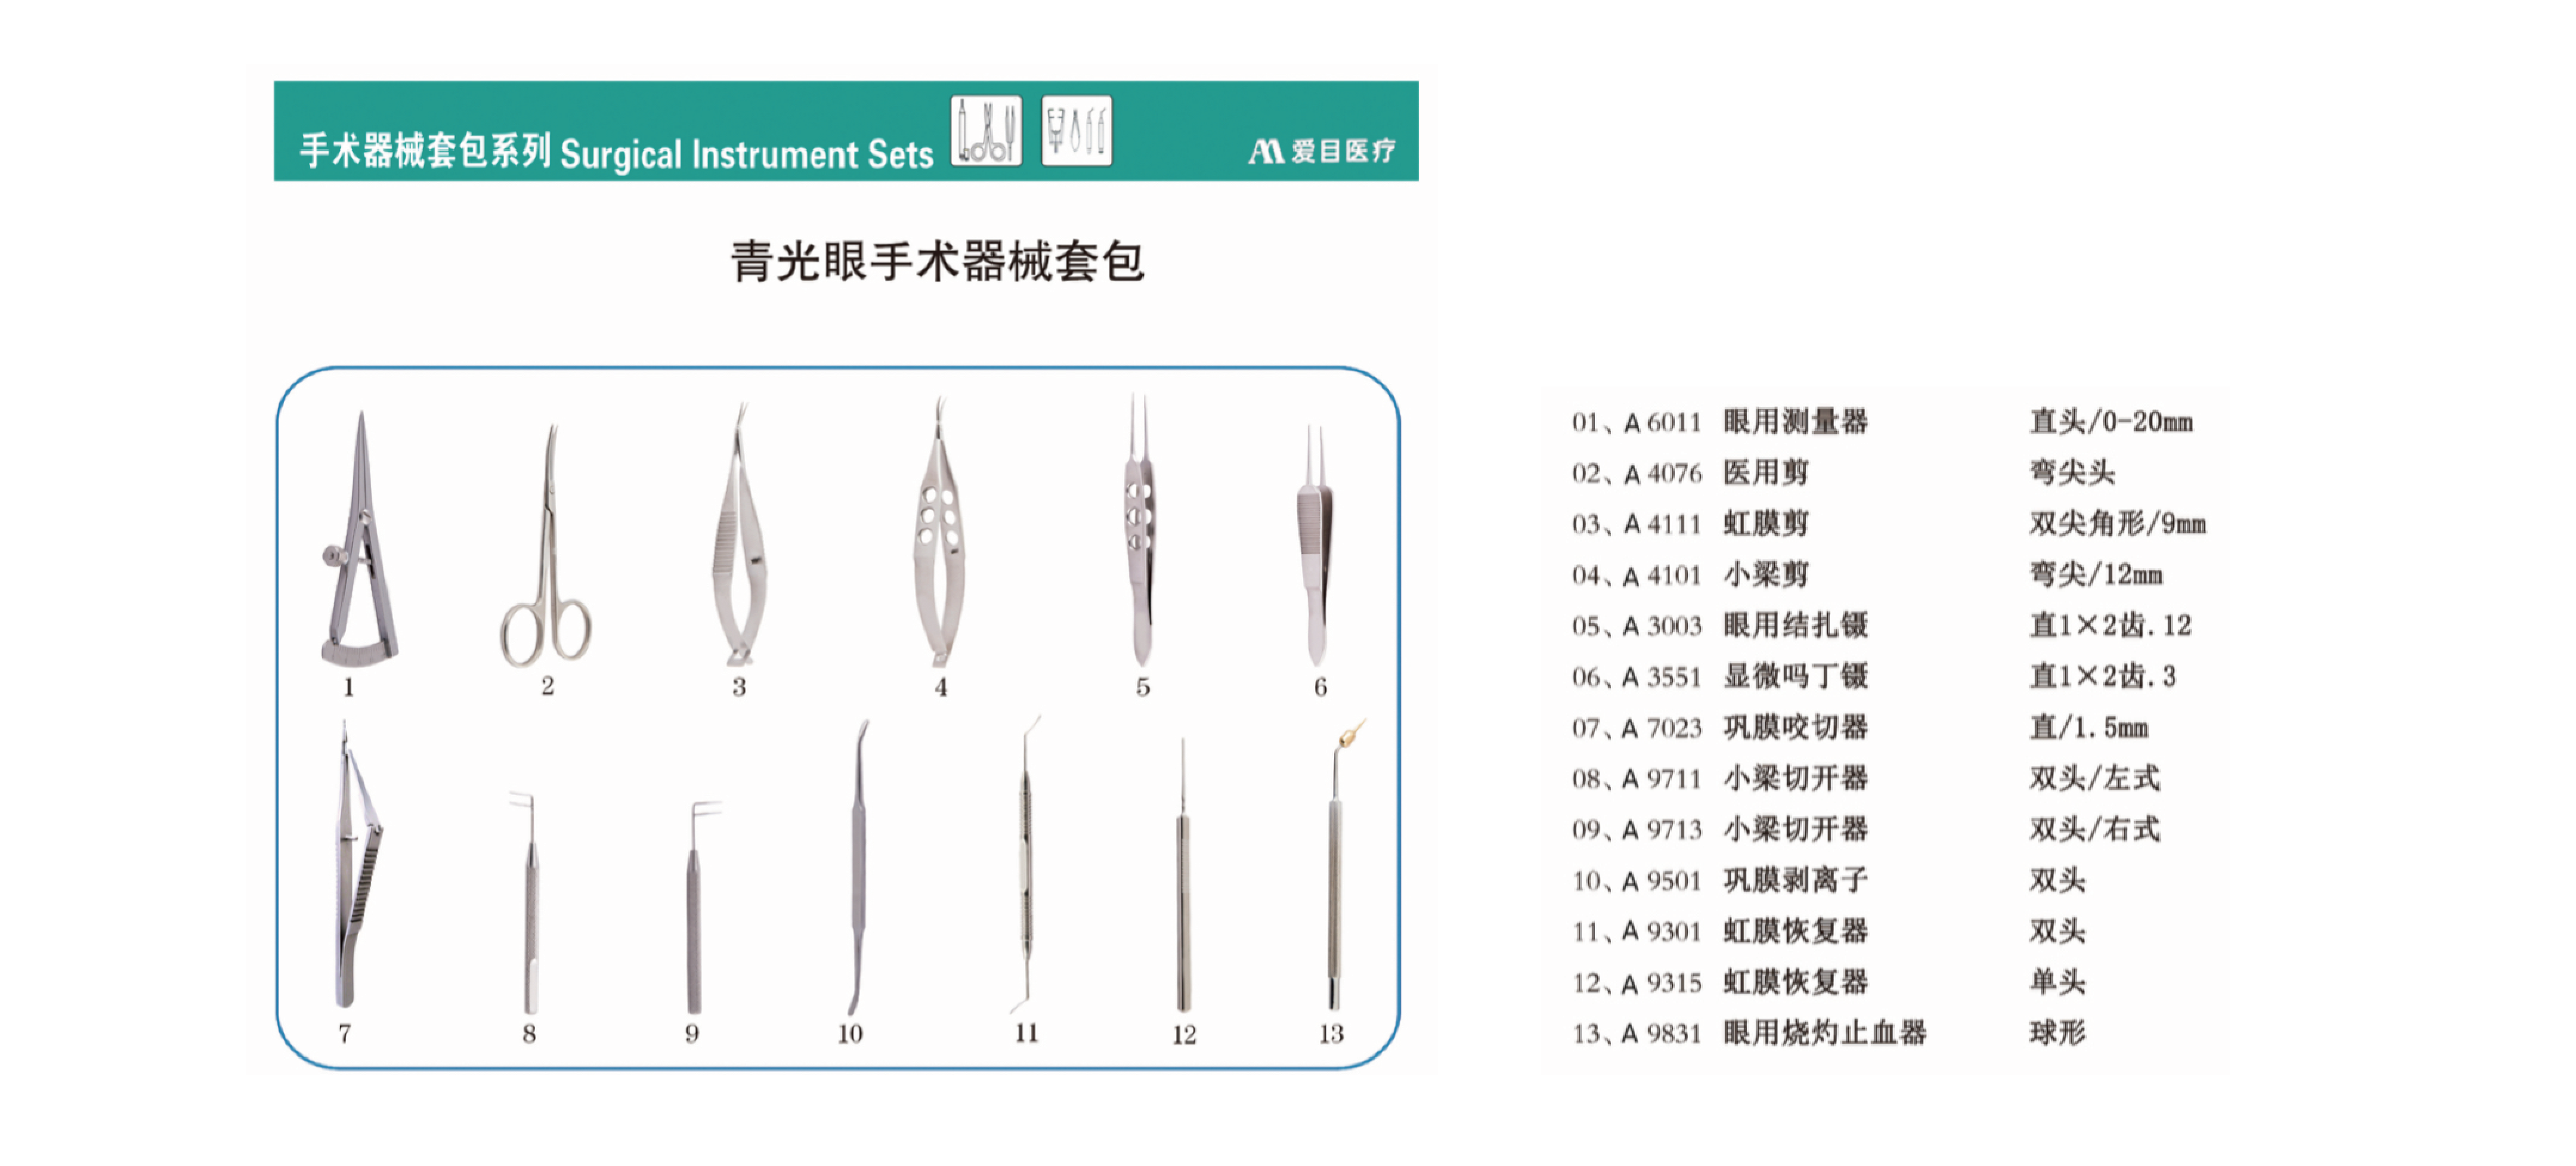 手术器械套包系列 Surgical Instrument Sets
爱目医疗
青光眼手术器械套包
1 2 3 4 5 6
7 8 9 10 11 12 13
01、A 6011 眼用测量器 直头/0-20mm
02、A 4076 医用剪 弯尖头
03、A 4111 虹膜剪 双尖角形/9mm
04、A 4101 小梁剪 弯尖/12mm
05、A 3003 眼用结扎镊 直1×2齿.12
06、A 3551 显微吗丁镊 直1×2齿.3
07、A 7023 巩膜咬切器 直/1.5mm
08、A 9711 小梁切开器 双头/左式
09、A 9713 小梁切开器 双头/右式
10、A 9501 巩膜剥离子 双头
11、A 9301 虹膜恢复器 双头
12、A 9315 虹膜恢复器 单头
13、A 9831 眼用烧灼止血器 球形